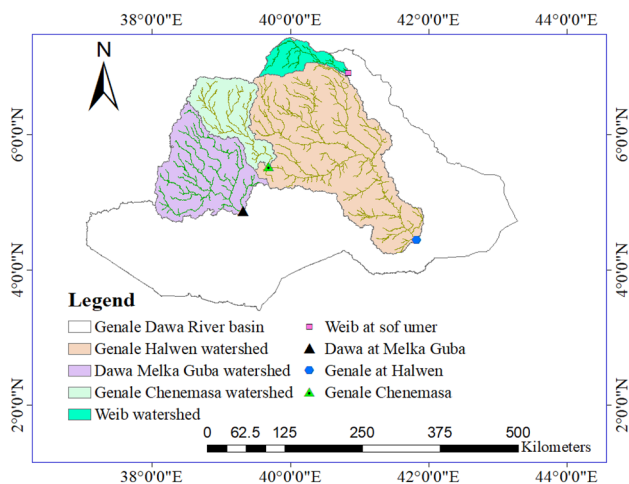 38°0'0"E 40°0'0"E 42°0'0"E 44°0'0"E
N
6°0'0"N 6°0'0"N
4°0'0"N 4°0'0"N
2°0'0"N 2°0'0"N
Legend
Genale Dawa River basin
Genale Halwen watershed
Dawa Melka Guba watershed
Genale Chenemasa watershed
Weib watershed
Weib at sof umer
Dawa at Melka Guba
Genale at Halwen
Genale Chenemasa
0 62.5 125 250 375 500
Kilometers
38°0'0"E 40°0'0"E 42°0'0"E 44°0'0"E